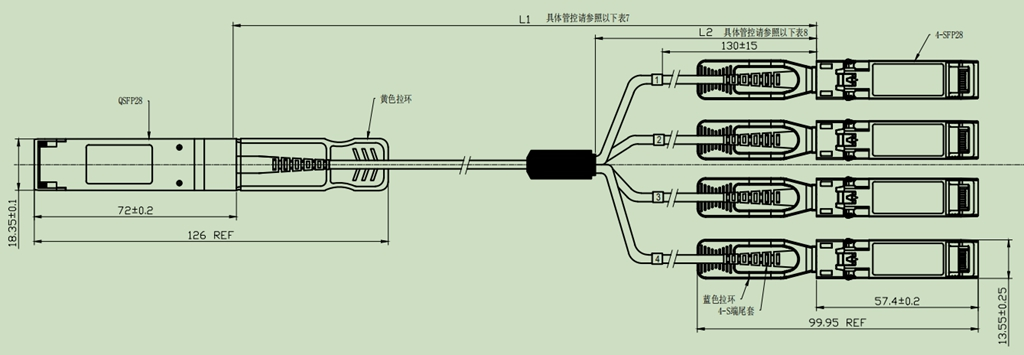 L1 具体管控请参照以下表7
L2 具体管控请参照以下表8
130±15
4-SFP28
QSFP28
黄色拉环
1
2
3
4
18.35±0.1
72±0.2
126 REF
蓝色拉环
4-S端尾套
57.4±0.2
99.95 REF
13.55±0.25